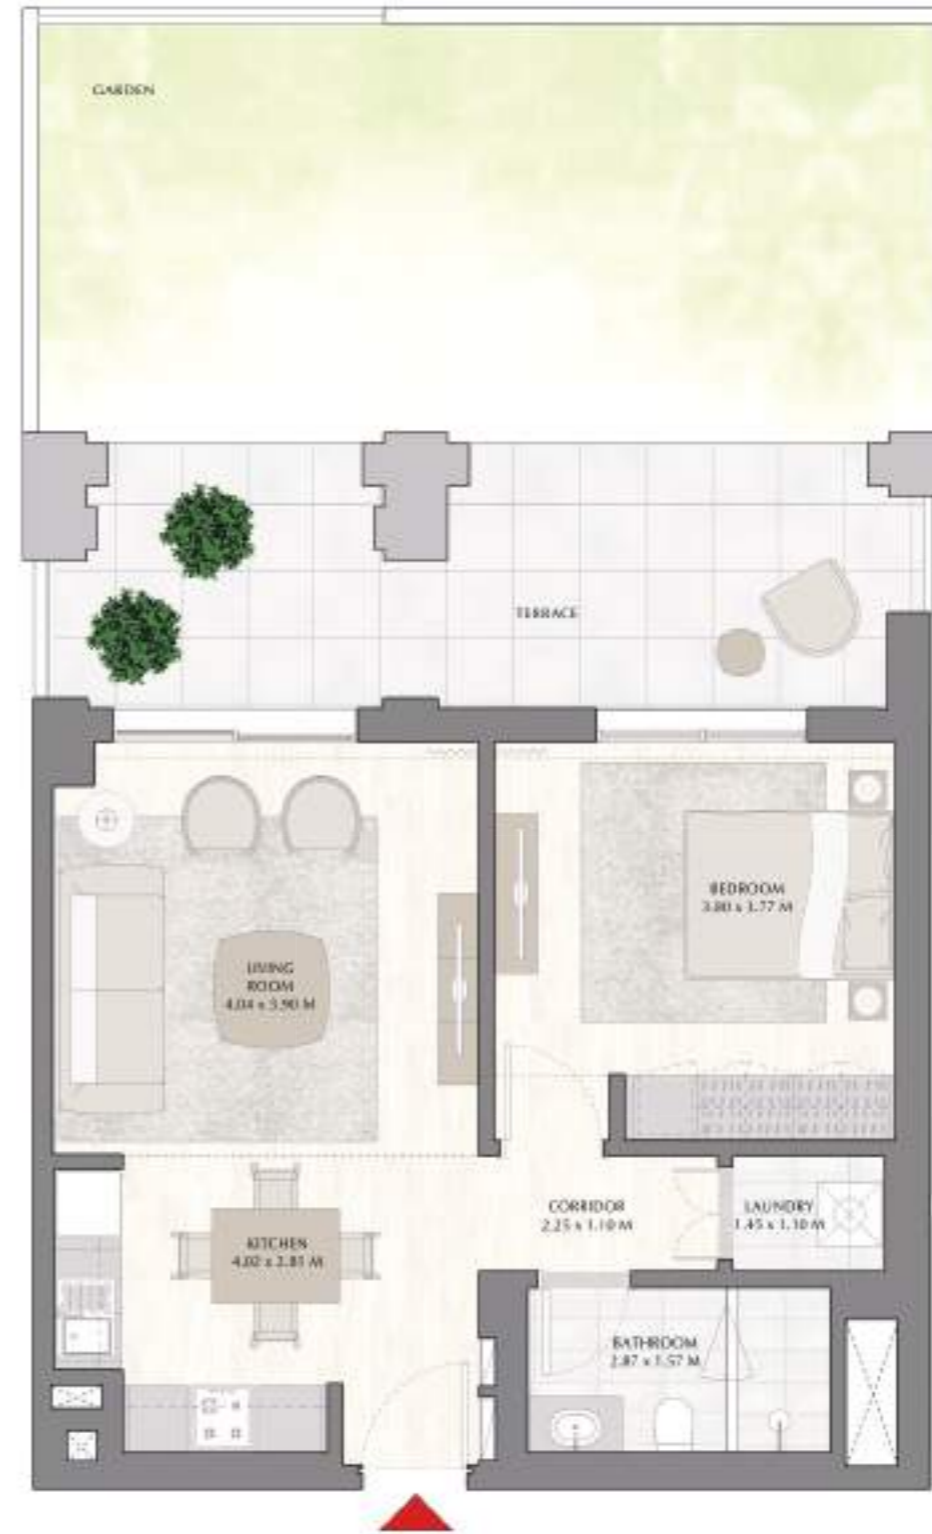 GARDEN
TERRACE
BEDROOM
3.80 x 3.77 M
LIVING
ROOM
4.04 x 3.90 M
CORRIDOR
2.25 x 1.10 M
LAUNDRY
1.45 x 1.10 M
KITCHEN
4.02 x 2.81 M
BATHROOM
2.87 x 1.57 M